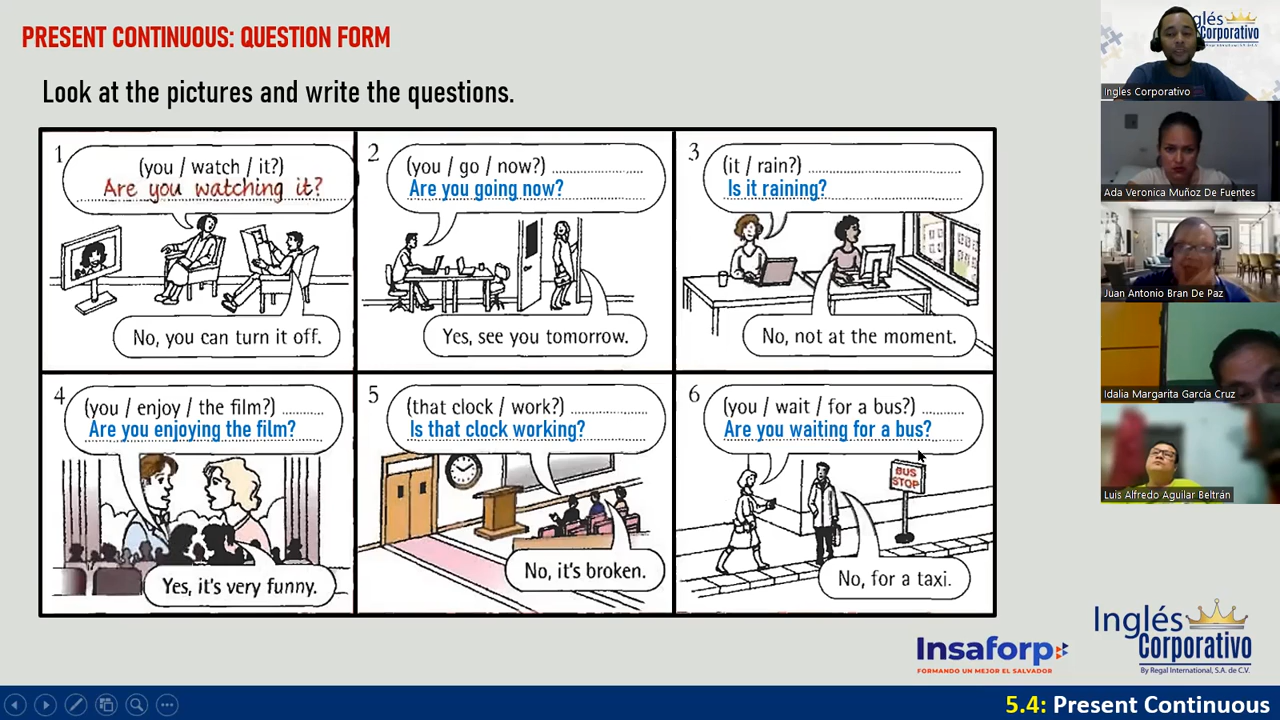 PRESENT CONTINUOUS: QUESTION FORM
Look at the pictures and write the questions.
1
(you / watch / it?)
Are you watching it?
No, you can turn it off.
2
(you / go / now?)
Are you going now?
Yes, see you tomorrow.
3
(it / rain?)
Is it raining?
No, not at the moment.
4
(you / enjoy / the film?)
Are you enjoying the film?
Yes, it's very funny.
5
(that clock / work?)
Is that clock working?
No, it's broken.
6
(you / wait / for a bus?)
Are you waiting for a bus?
BUS
STOP
No, for a taxi.
Insaforp
FORMANDO UN MEJOR EL SALVADOR
Inglés
Corporativo
By Regal International, S.A. de C.V.
5.4: Present Continuous
Inglés
Corporativo
Ingles Corporativo
Ada Veronica Muñoz De Fuentes
Juan Antonio Bran De Paz
Idalia Margarita García Cruz
Luis Alfredo Aguilar Beltrán